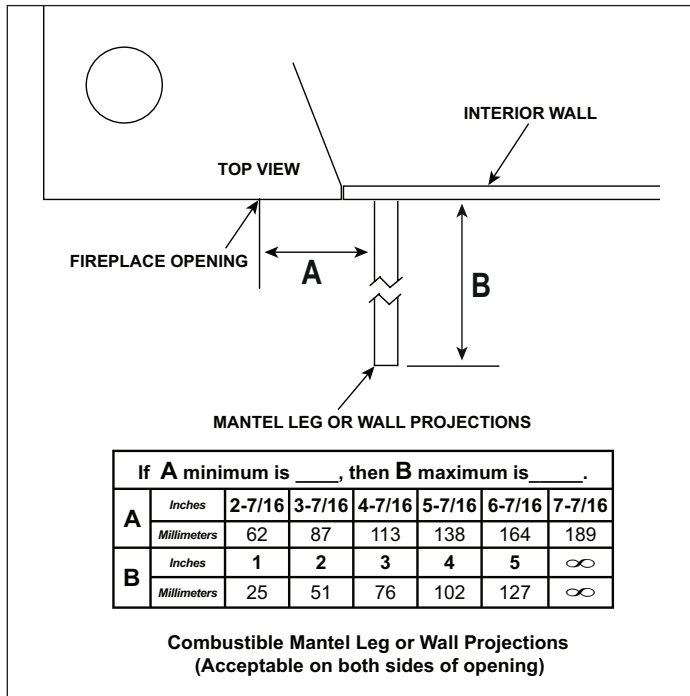 INTERIOR WALL
TOP VIEW
FIREPLACE OPENING
A
B
MANTEL LEG OR WALL PROJECTIONS
If A minimum is ____, then B maximum is_____.
A Inches 2-7/16 3-7/16 4-7/16 5-7/16 6-7/16 7-7/16
Millimeters 62 87 113 138 164 189
B Inches 1 2 3 4 5 ∞
Millimeters 25 51 76 102 127 ∞
Combustible Mantel Leg or Wall Projections
(Acceptable on both sides of opening)